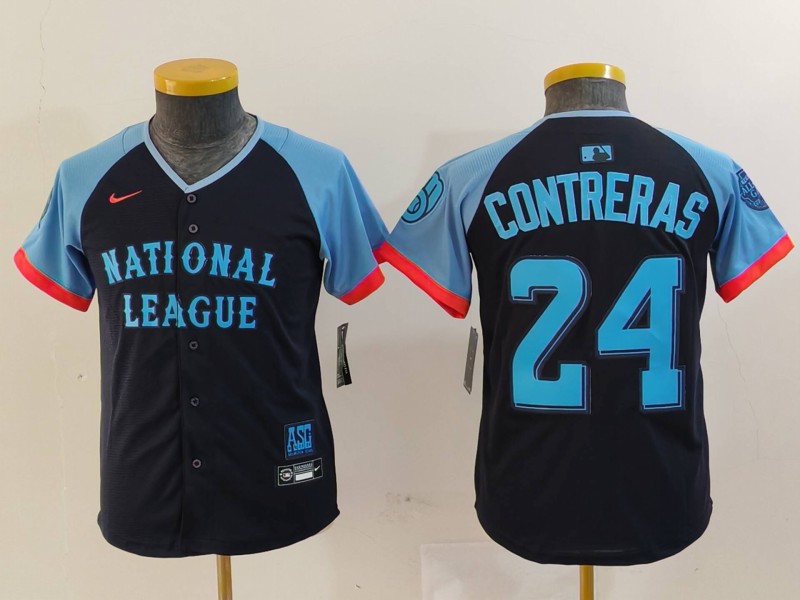 NATIONAL
LEAGUE
ASG
CONTRERAS
24